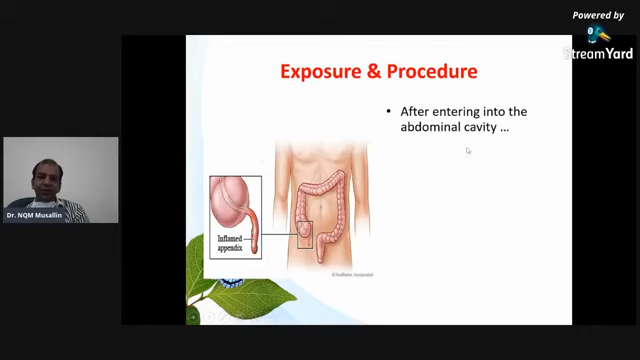 Powered by
StreamYard
Exposure & Procedure
• After entering into the
abdominal cavity ...
Inflamed
appendix
Dr. NQM Musallin